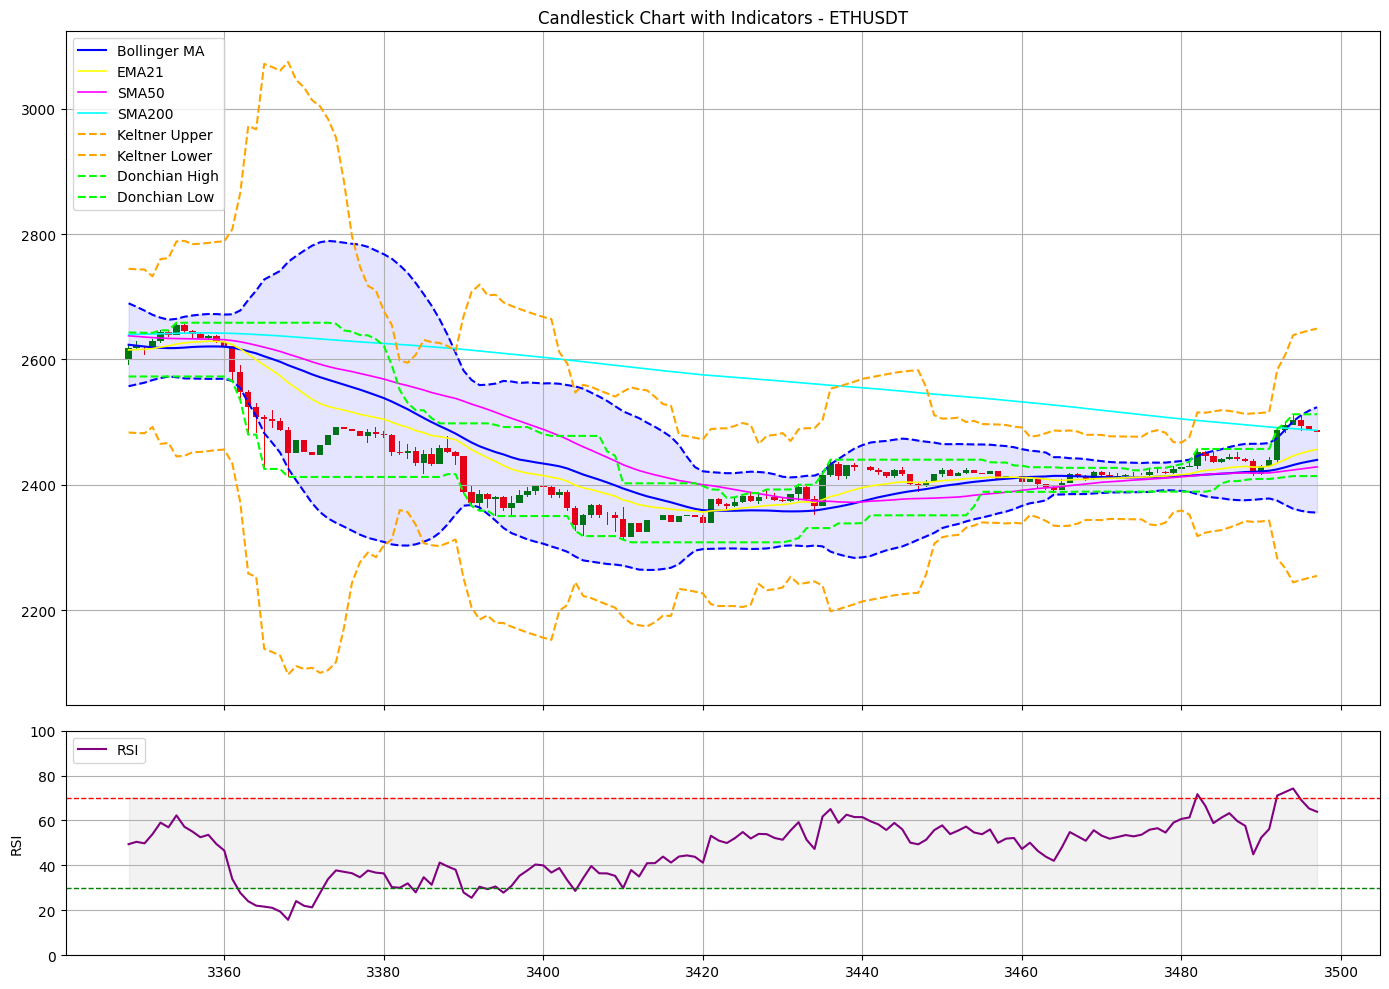 Candlestick Chart with Indicators - ETHUSDT
Bollinger MA
EMA21
SMA50
SMA200
Keltner Upper
Keltner Lower
Donchian High
Donchian Low
3000
2800
2600
2400
2200
RSI
100
80
60
40
20
0
RSI
3360
3380
3400
3420
3440
3460
3480
3500